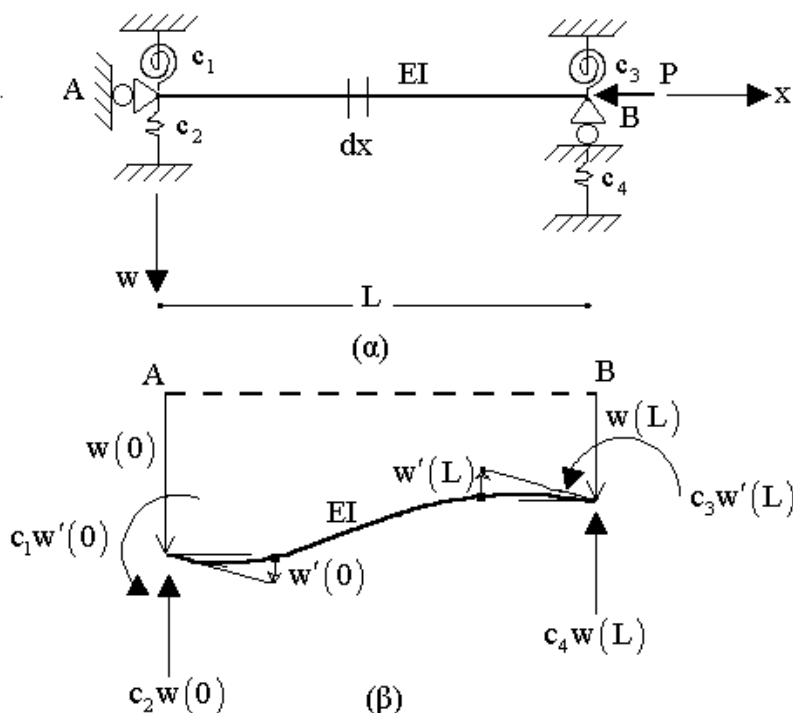 c₁
EI
c₃
P
A
x
B
c₂
dx
c₄
w
L
(α)
A
B
w(0)
w(L)
w′(L)
EI
c₃w′(L)
c₁w′(0)
w′(0)
c₄w(L)
c₂w(0)
(β)